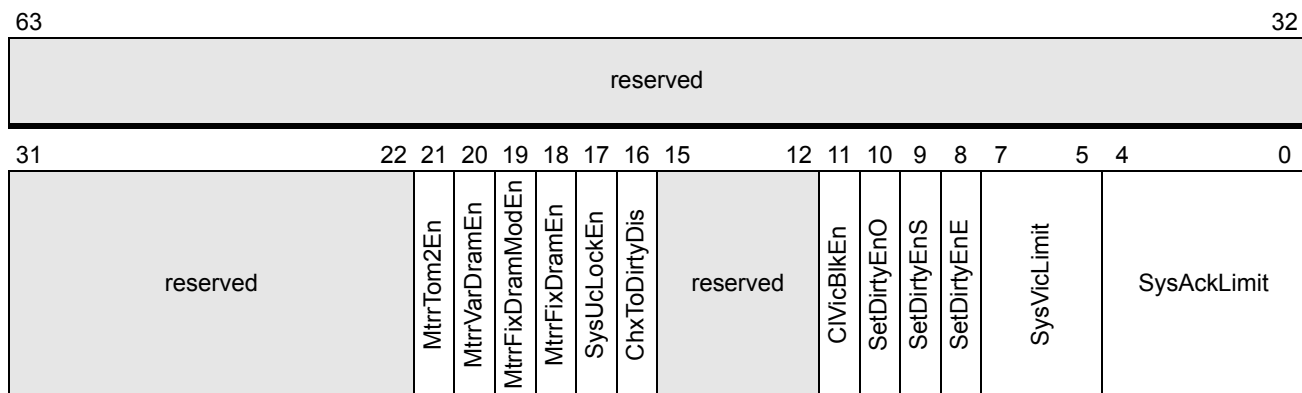 63 32
reserved
31 22 21 20 19 18 17 16 15 12 11 10 9 8 7 5 4 0
reserved
MtrrTom2En
MtrrVarDramEn
MtrrFixDramModEn
MtrrFixDramEn
SysUcLockEn
ChxToDirtyDis
reserved
ClVicBlkEn
SetDirtyEnO
SetDirtyEnS
SetDirtyEnE
SysVicLimit
SysAckLimit